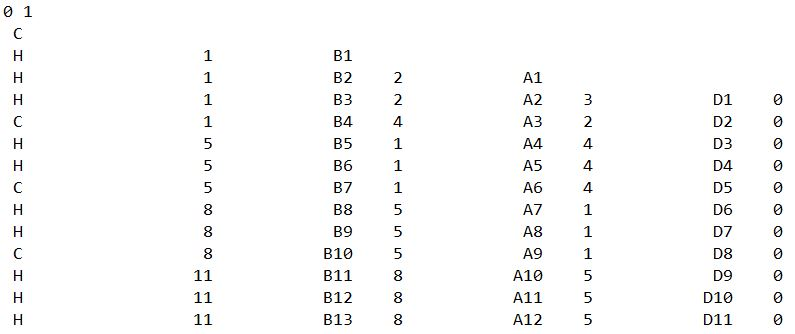 0 1
C
H 1 B1
H 1 B2 2 A1
H 1 B3 2 A2 3 D1 0
C 1 B4 4 A3 2 D2 0
H 5 B5 1 A4 4 D3 0
H 5 B6 1 A5 4 D4 0
C 5 B7 1 A6 4 D5 0
H 8 B8 5 A7 1 D6 0
H 8 B9 5 A8 1 D7 0
C 8 B10 5 A9 1 D8 0
H 11 B11 8 A10 5 D9 0
H 11 B12 8 A11 5 D10 0
H 11 B13 8 A12 5 D11 0